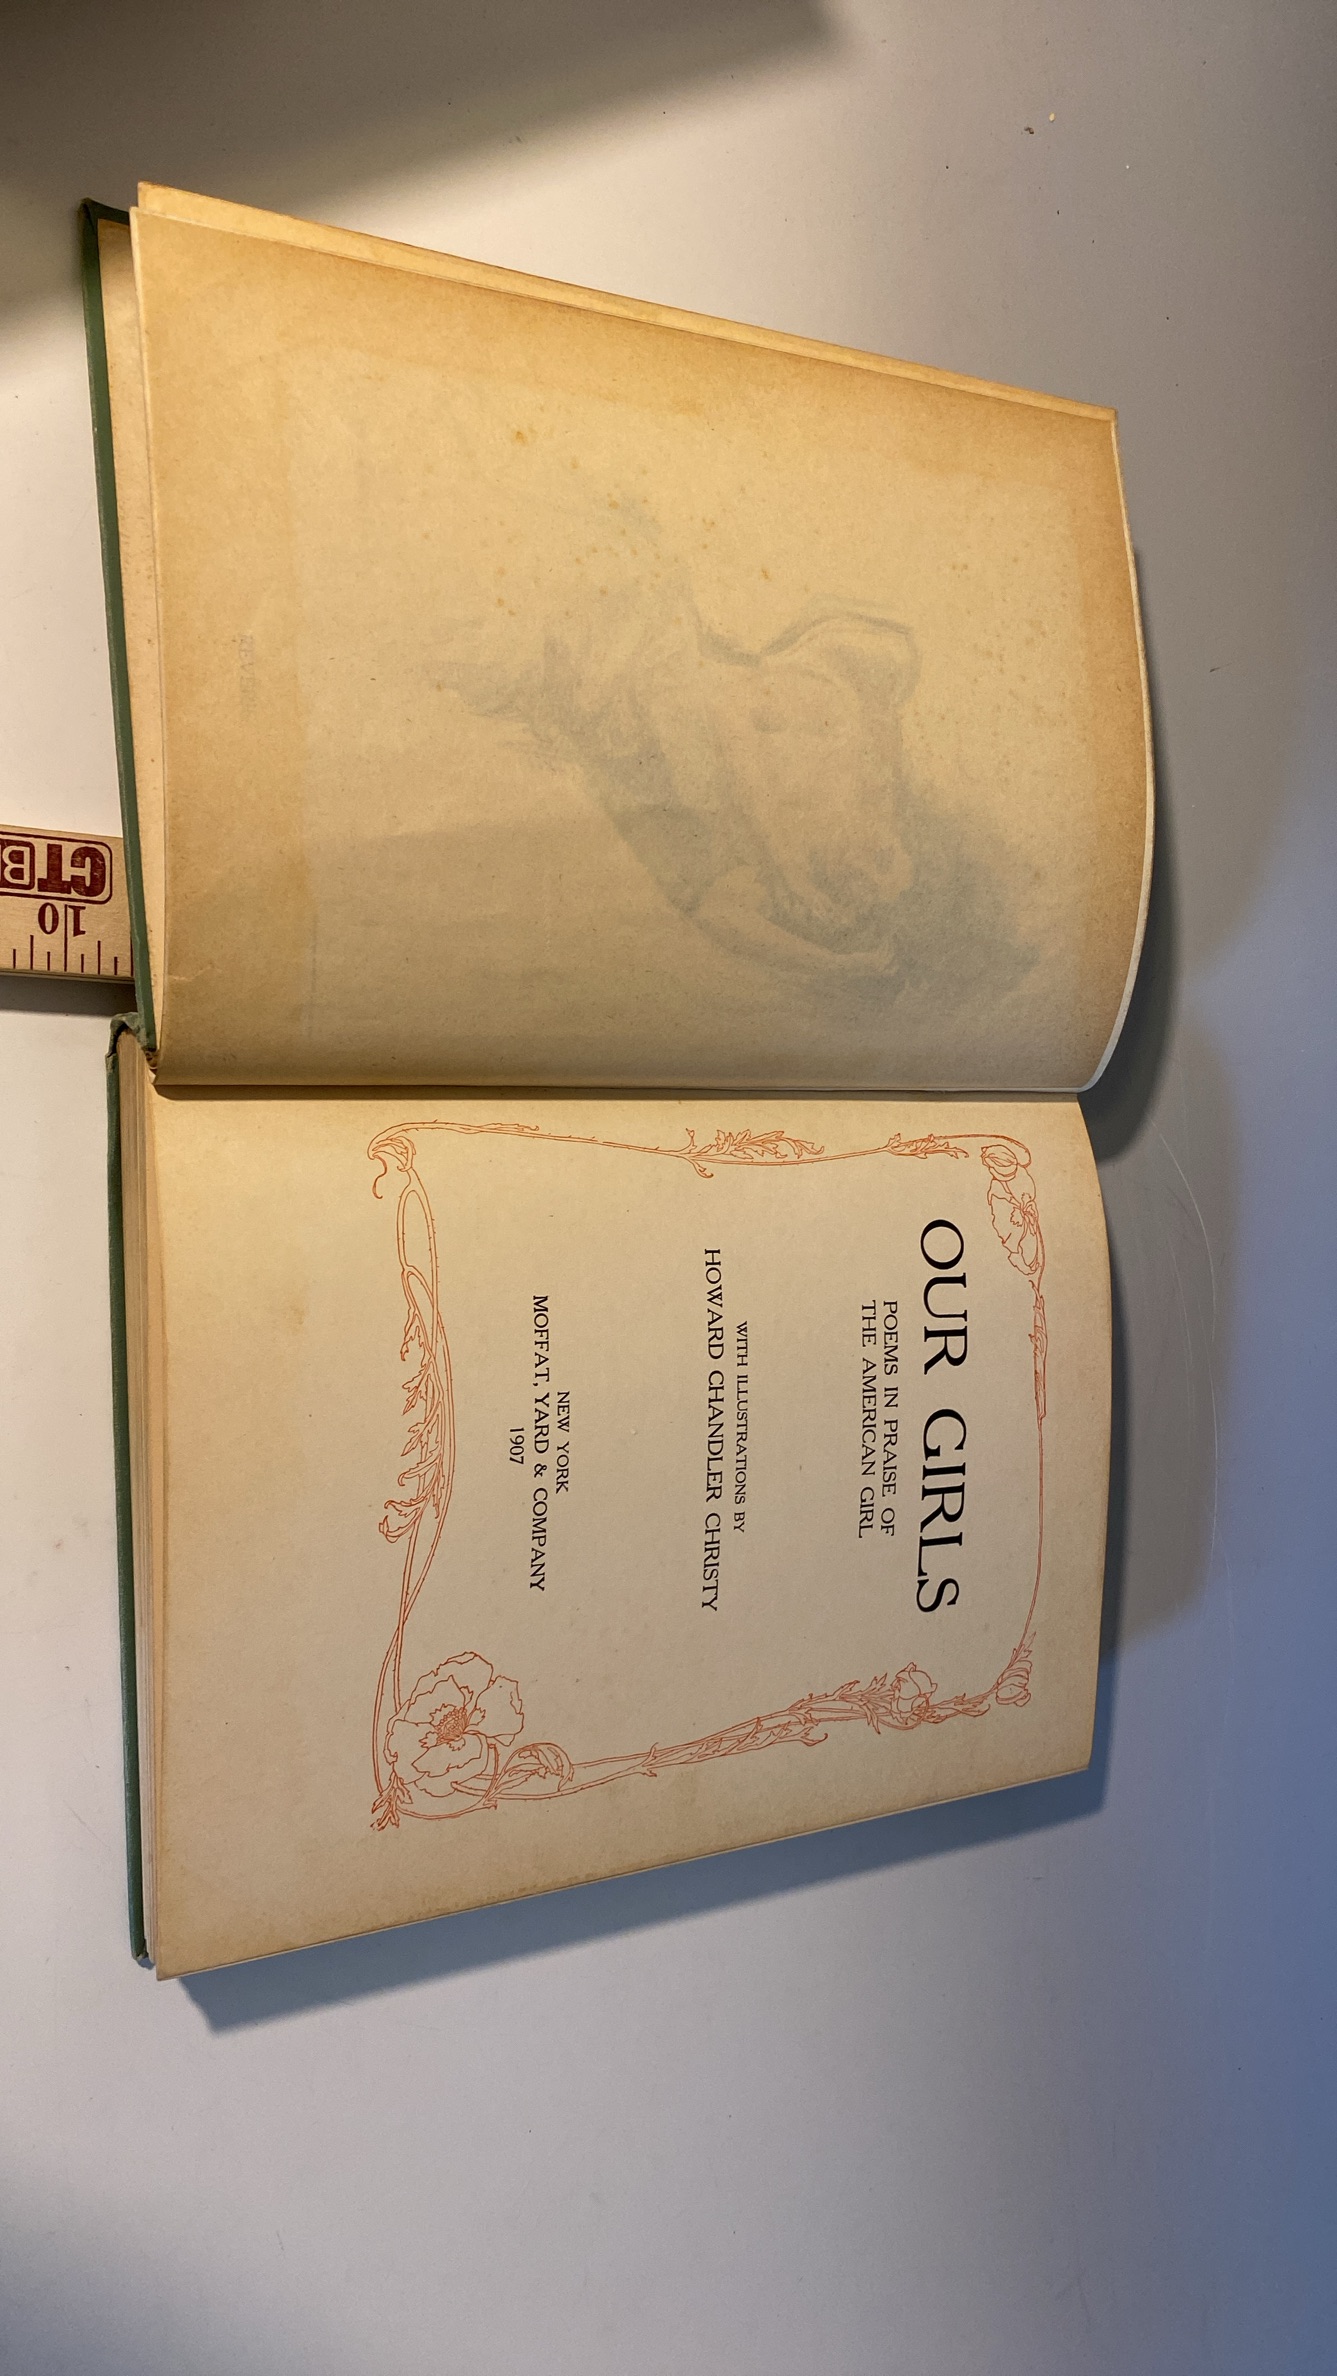 OUR GIRLS
POEMS IN PRAISE OF
THE AMERICAN GIRL
WITH ILLUSTRATIONS BY
HOWARD CHANDLER CHRISTY
NEW YORK
MOFFAT, YARD & COMPANY
1907
10